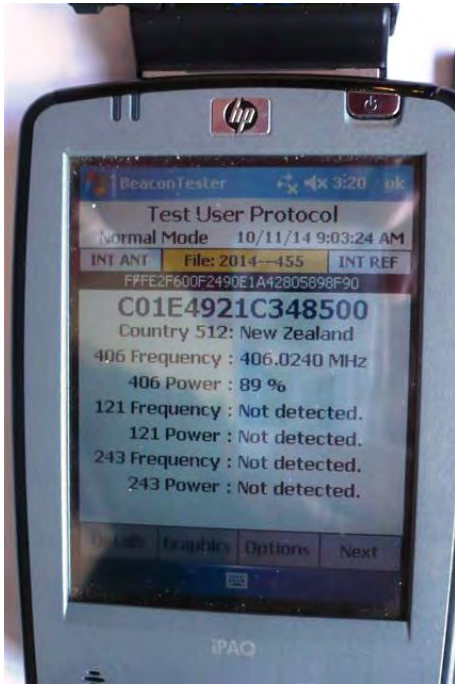 hp
BeaconTester 3:20 ok
Test User Protocol
Normal Mode 10/11/14 9:03:24 AM
INT ANT File: 2014---455 INT REF
FFFE2F600F2490E1A42805898F90
C01E4921C348500
Country 512: New Zealand
406 Frequency : 406.0240 MHz
406 Power : 89 %
121 Frequency : Not detected.
121 Power : Not detected.
243 Frequency : Not detected.
243 Power : Not detected.
Details Graphics Options Next
iPAQ